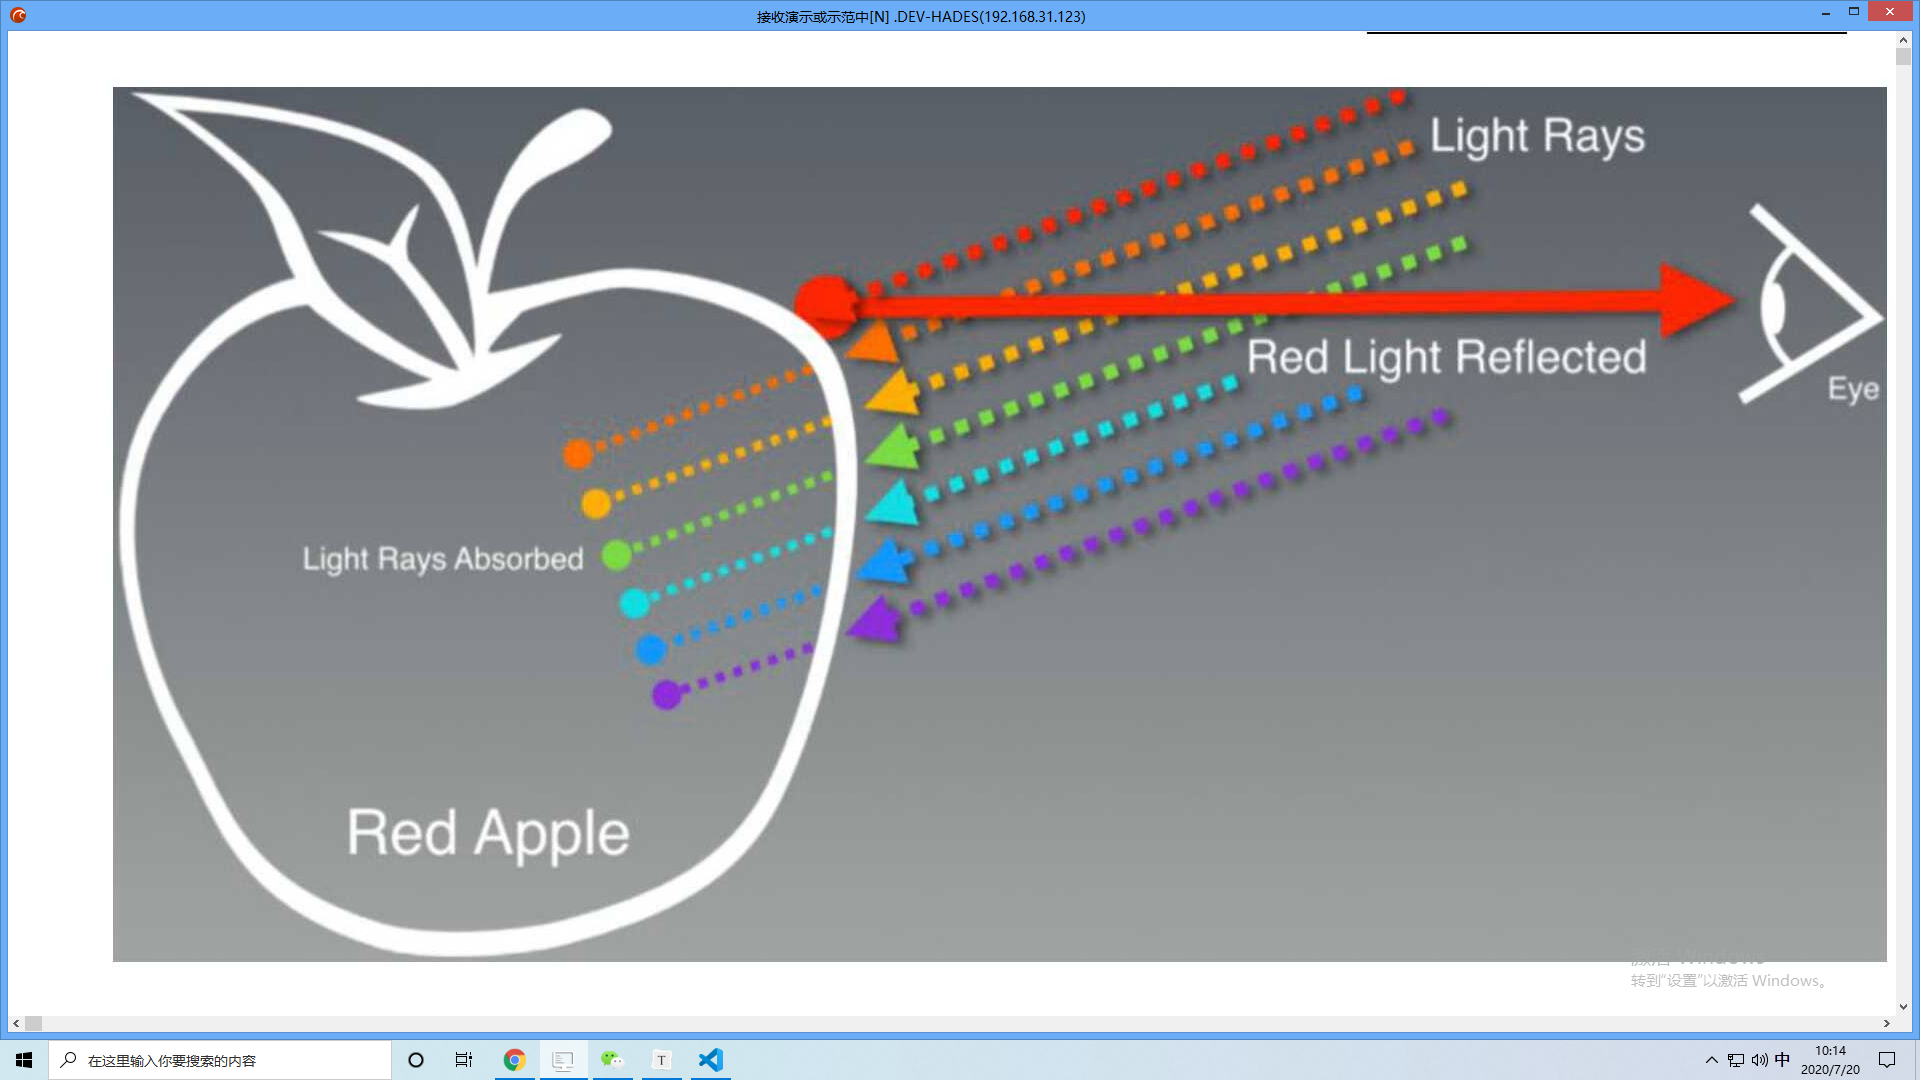 接收演示或示范中[N] .DEV-HADES(192.168.31.123)
Light Rays
Red Light Reflected
Eye
Light Rays Absorbed
Red Apple
转到“设置”以激活 Windows。
在这里输入你要搜索的内容
T
中
10:14
2020/7/20